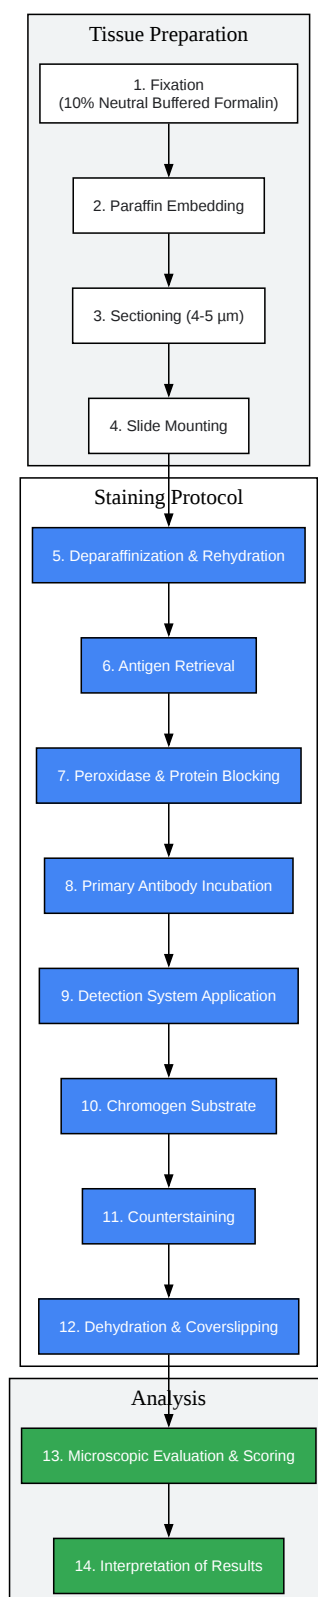 Tissue Preparation
1. Fixation
(10% Neutral Buffered Formalin)
2. Paraffin Embedding
3. Sectioning (4-5 µm)
4. Slide Mounting
Staining Protocol
5. Deparaffinization & Rehydration
6. Antigen Retrieval
7. Peroxidase & Protein Blocking
8. Primary Antibody Incubation
9. Detection System Application
10. Chromogen Substrate
11. Counterstaining
12. Dehydration & Coverslipping
Analysis
13. Microscopic Evaluation & Scoring
14. Interpretation of Results